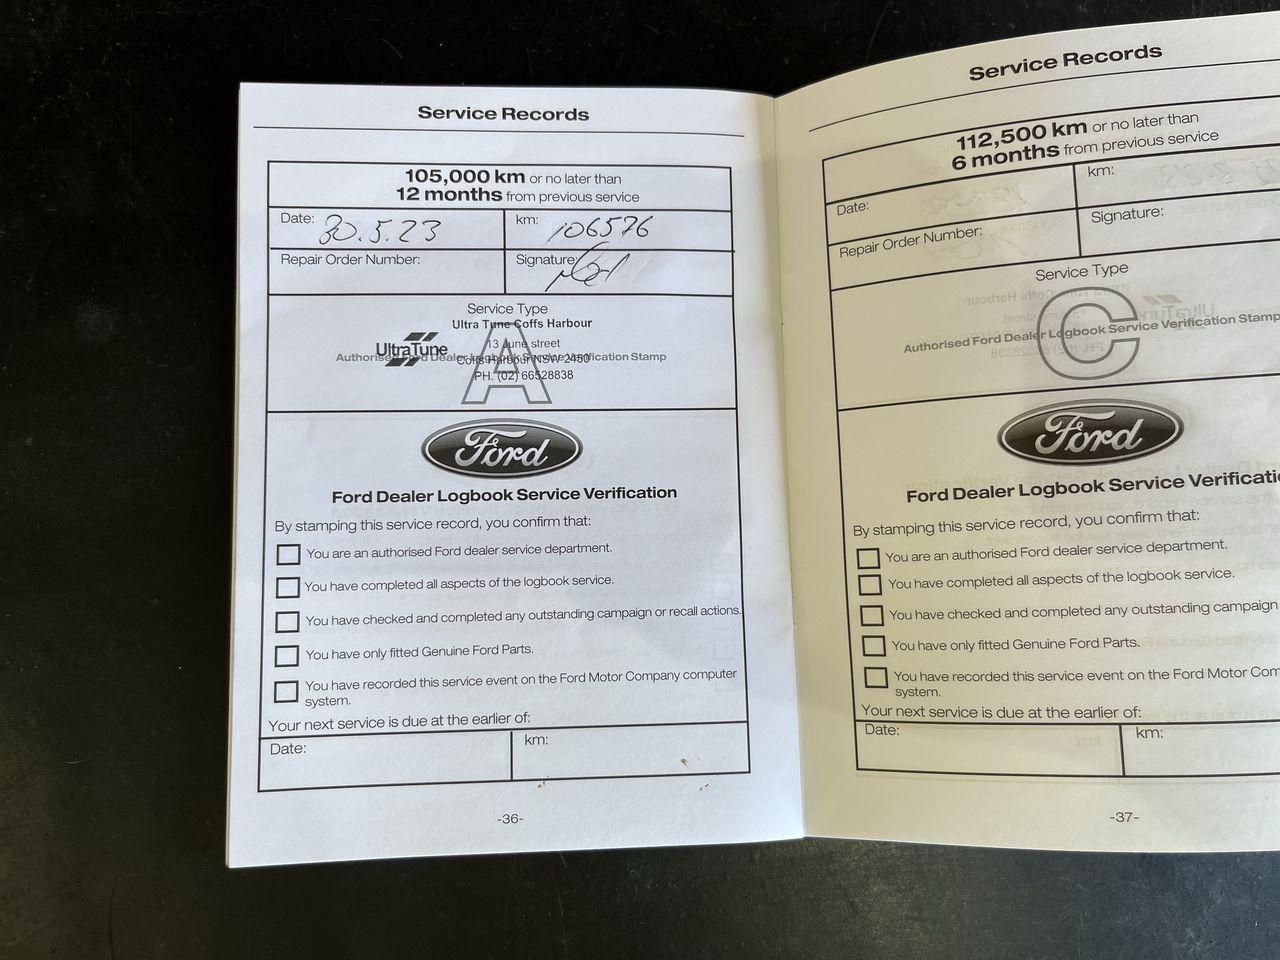 Service Records
105,000 km or no later than
12 months from previous service
Date: 30.5.23
km: 106576
Repair Order Number:
Signature:
Service Type
Ultra Tune Coffs Harbour
UltraTune
13 June street
Authorised Ford Dealer Logbook Service Verification Stamp
Coffs Harbour NSW 2450
PH. (02) 66528838
A
Ford
Ford Dealer Logbook Service Verification
By stamping this service record, you confirm that:
You are an authorised Ford dealer service department.
You have completed all aspects of the logbook service.
You have checked and completed any outstanding campaign or recall actions.
You have only fitted Genuine Ford Parts.
You have recorded this service event on the Ford Motor Company computer
system.
Your next service is due at the earlier of:
Date:
km:
-36-
Service Records
112,500 km or no later than
6 months from previous service
Date:
km:
Repair Order Number:
Signature:
Service Type
C
Authorised Ford Dealer Logbook Service Verification Stamp
Ford
Ford Dealer Logbook Service Verificatio
By stamping this service record, you confirm that:
You are an authorised Ford dealer service department.
You have completed all aspects of the logbook service.
You have checked and completed any outstanding campaign
You have only fitted Genuine Ford Parts.
You have recorded this service event on the Ford Motor Com
system.
Your next service is due at the earlier of:
Date:
km:
-37-